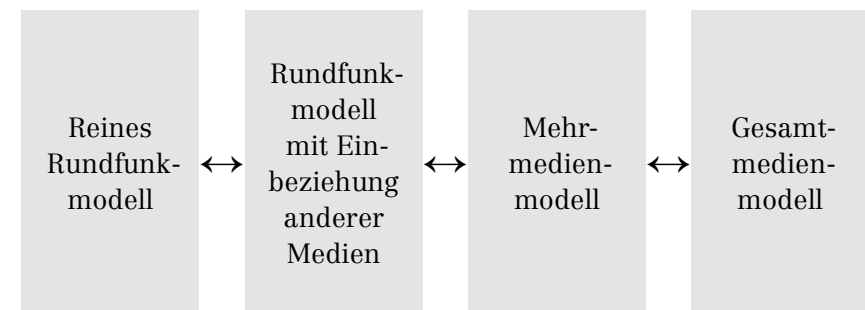 Reines
Rundfunk-
modell
Rundfunk-
modell
mit Ein-
beziehung
anderer
Medien
Mehr-
medien-
modell
Gesamt-
medien-
modell